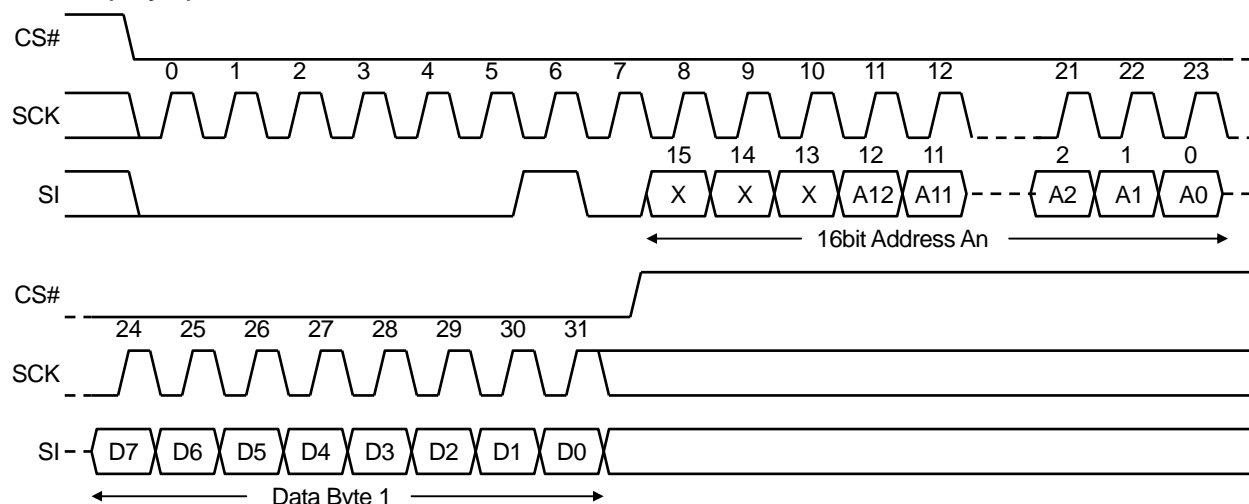 CS#
0 1 2 3 4 5 6 7 8 9 10 11 12 21 22 23
SCK
15 14 13 12 11 2 1 0
SI X X X A12 A11 A2 A1 A0
16bit Address An
CS#
24 25 26 27 28 29 30 31
SCK
SI D7 D6 D5 D4 D3 D2 D1 D0
Data Byte 1